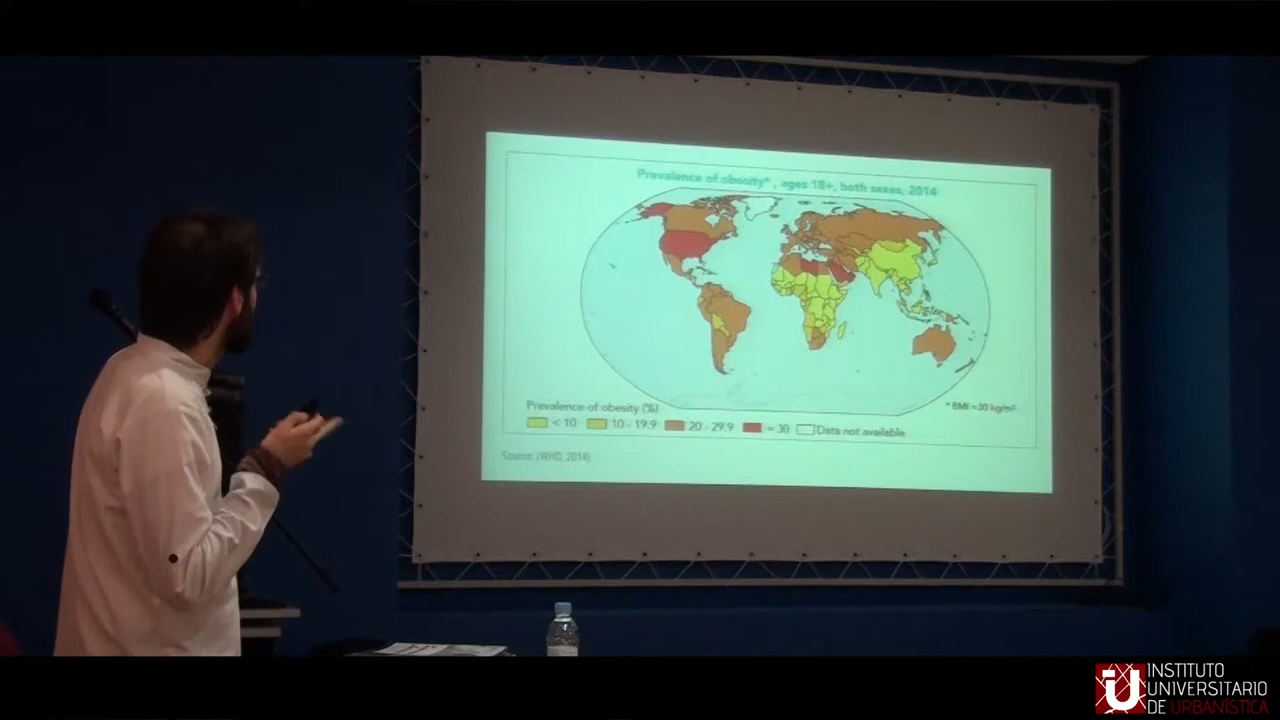 Prevalence of obesity*, ages 18+, both sexes, 2014
* BMI =30 kg/m²
Prevalence of obesity (%)
< 10 10 - 19.9 20 - 29.9 = 30 Data not available
Source: (WHO, 2014)
INSTITUTO
UNIVERSITARIO
DE URBANÍSTICA